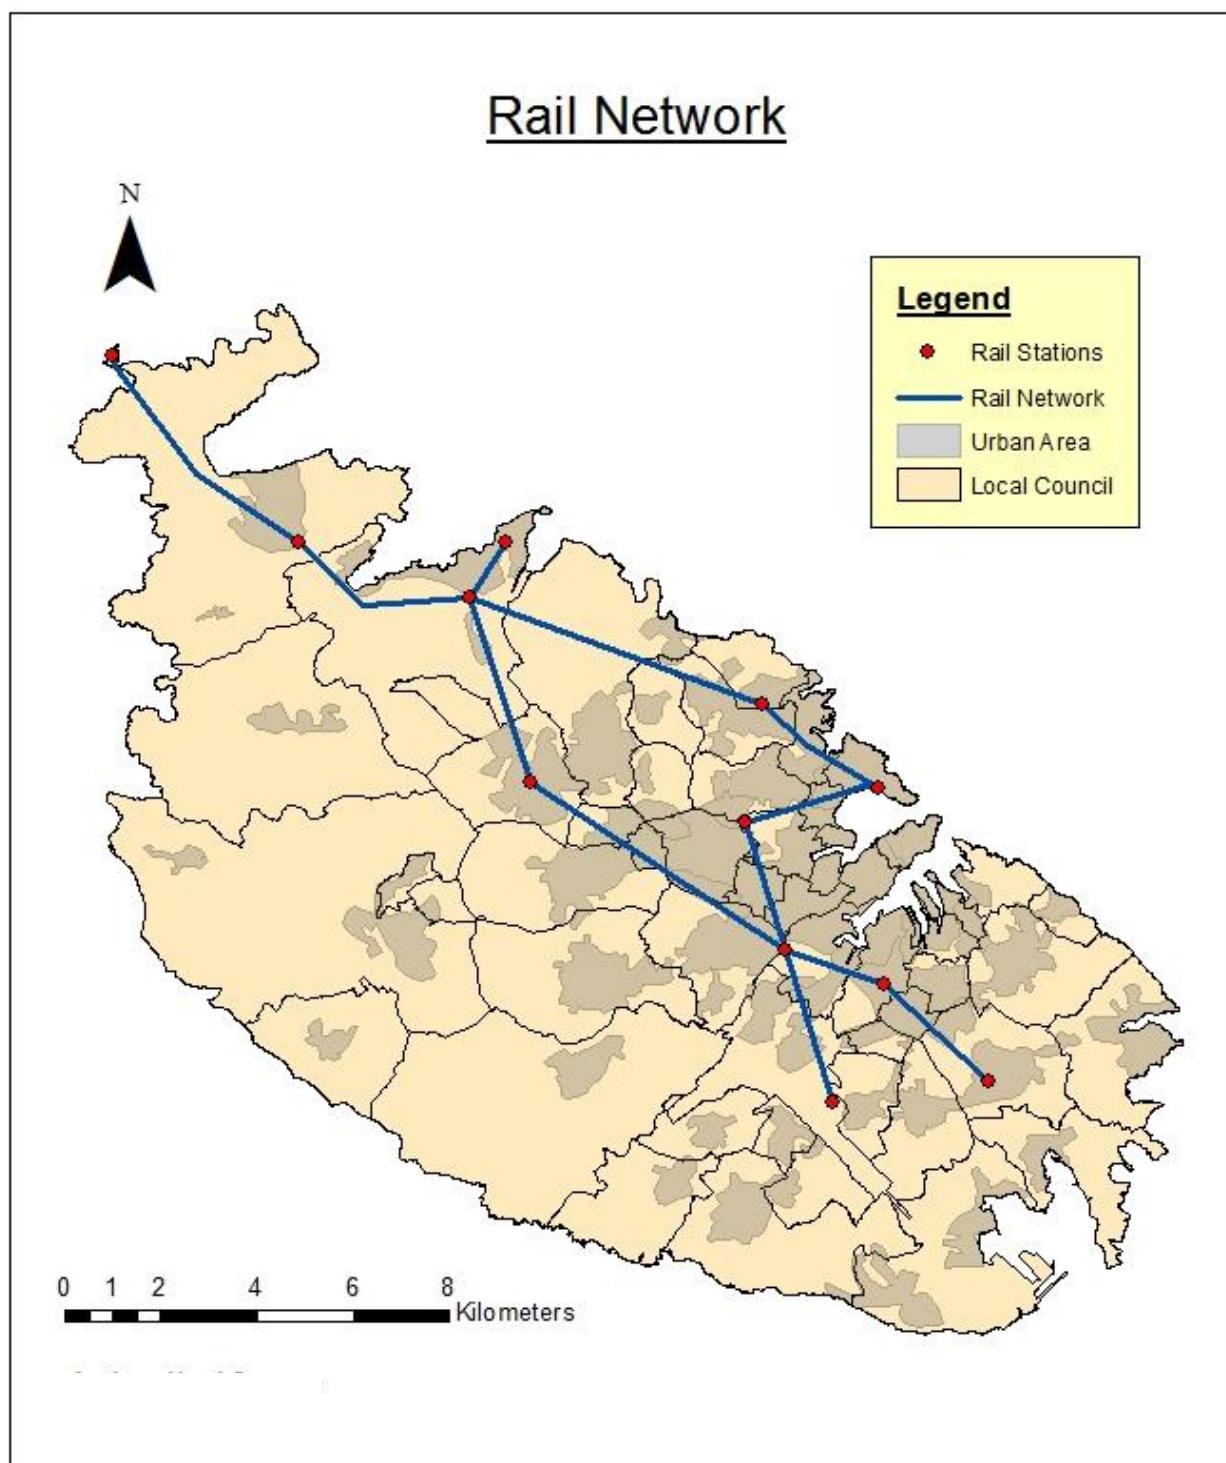 Rail Network
N
Legend
Rail Stations
Rail Network
Urban Area
Local Council
0 1 2 4 6 8
Kilometers